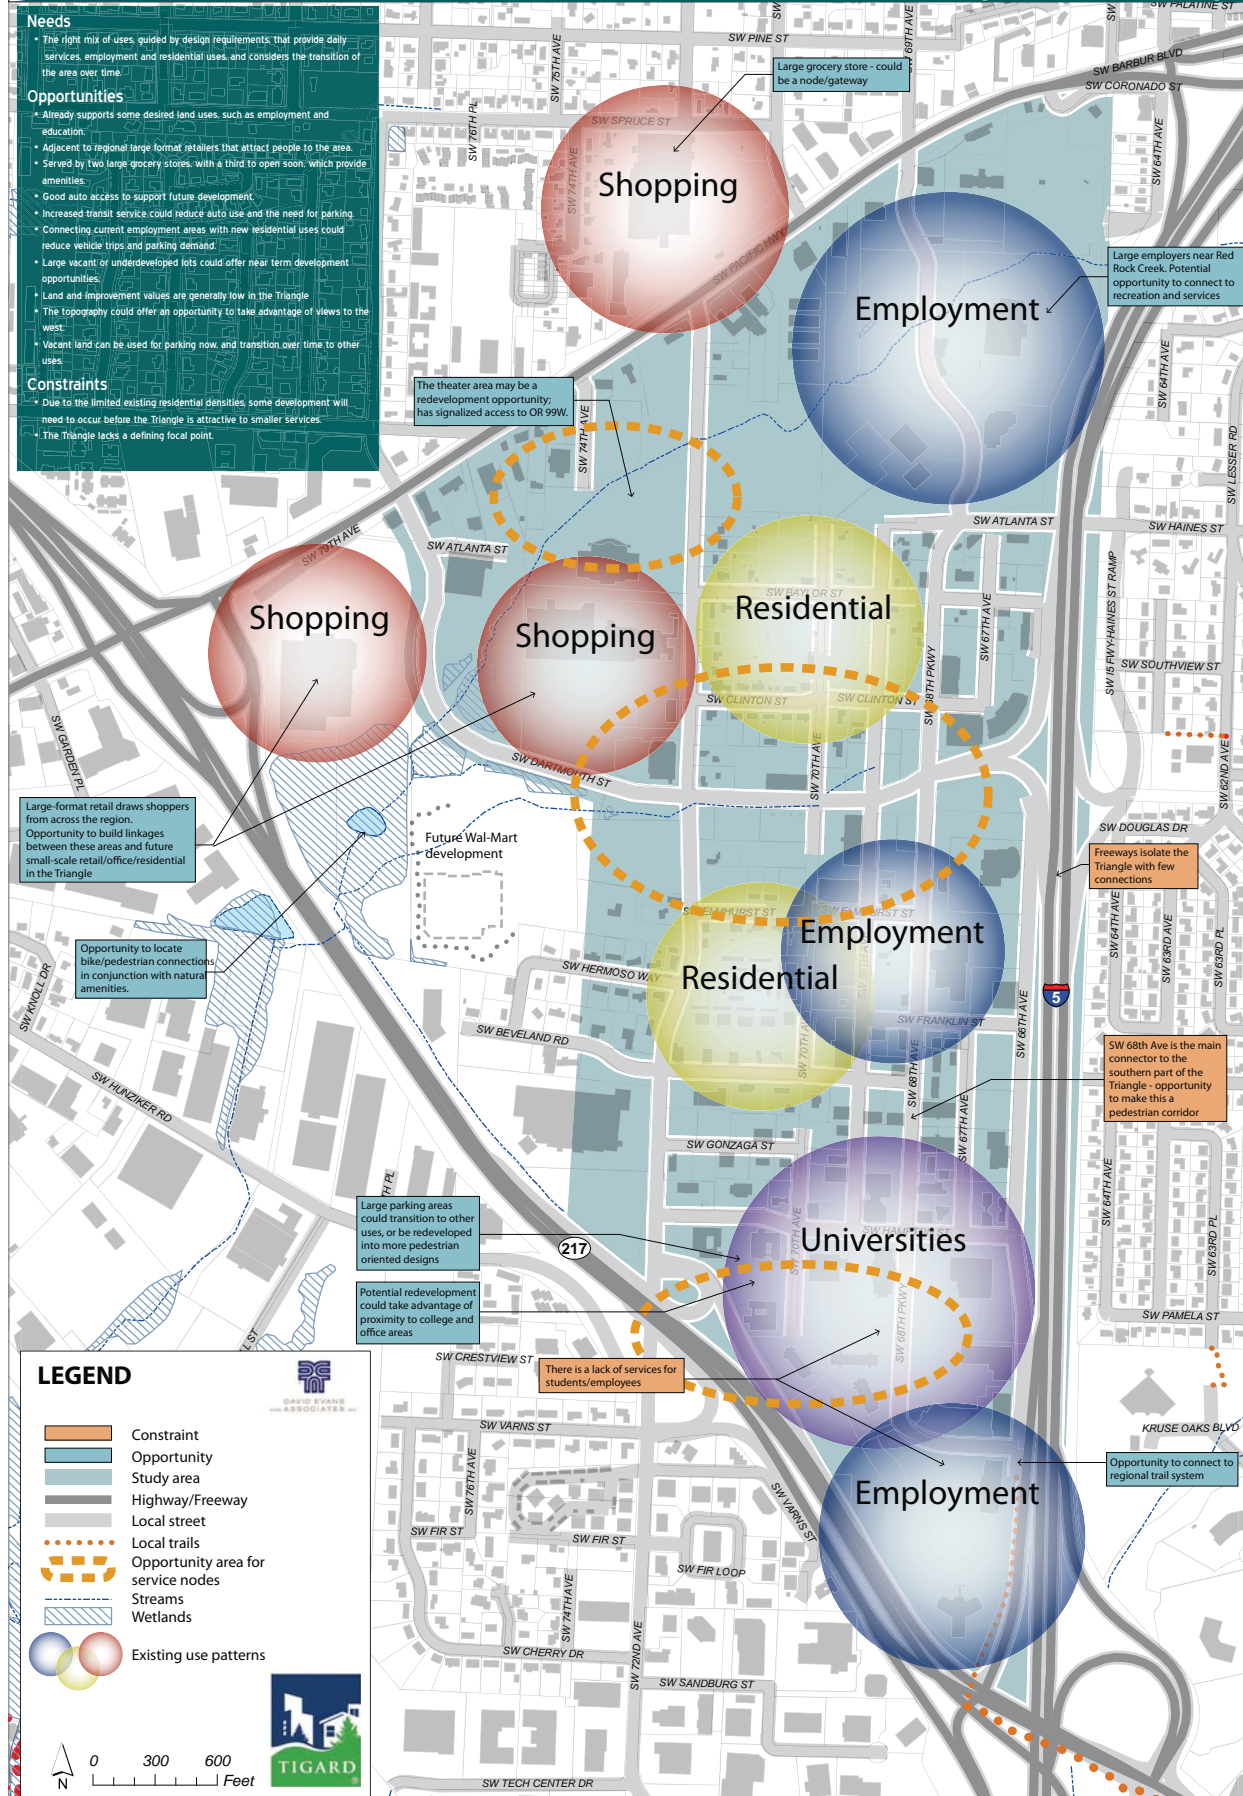 Needs
• The right mix of uses, guided by design requirements, that provide daily
services, employment and residential uses, and considers the transition of
the area over time.
Opportunities
• Already supports some desired land uses, such as employment and
education.
• Adjacent to regional large format retailers that attract people to the area.
• Served by two large grocery stores, with a third to open soon, which provide
amenities.
• Good auto access to support future development.
• Increased transit service could reduce auto use and the need for parking.
• Connecting current employment areas with new residential uses could
reduce vehicle trips and parking demand.
• Large vacant or underdeveloped lots could offer near term development
opportunities.
• Land and improvement values are generally low in the Triangle
• The topography could offer an opportunity to take advantage of views to the
west.
• Vacant land can be used for parking now, and transition over time to other
uses.
Constraints
• Due to the limited existing residential densities, some development will
need to occur before the Triangle is attractive to smaller services.
• The Triangle lacks a defining focal point.
SW PALATINE ST
SW
SW
SW PINE ST
SW 69TH AVE
SW 75TH AVE
SW BARBUR BLVD
SW CORONADO ST
Large grocery store - could
be a node/gateway
SW 76TH PL
SW SPRUCE ST
SW 74TH AVE
SW 64TH AVE
Shopping
SW PACIFIC HWY
Employment
Large employers near Red
Rock Creek. Potential
opportunity to connect to
recreation and services
SW 64TH AVE
The theater area may be a
redevelopment opportunity;
has signalized access to OR 99W.
SW 74TH AVE
SW LESSER RD
SW ATLANTA ST
SW HAINES ST
SW 79TH AVE
SW ATLANTA ST
SW BAYLOR ST
Shopping
Shopping
Residential
SW 67TH AVE
SW I5 FWY-HAINES ST RAMP
SW SOUTHVIEW ST
SW 68TH PKWY
SW CLINTON ST
SW CLINTON ST
SW GARDEN PL
SW DARTMOUTH ST
SW 70TH AVE
SW 62ND AVE
Large-format retail draws shoppers
from across the region.
Opportunity to build linkages
between these areas and future
small-scale retail/office/residential
in the Triangle
Future Wal-Mart
development
SW DOUGLAS DR
Freeways isolate the
Triangle with few
connections
SW ELMHURST ST
SW ELMHURST ST
Employment
Opportunity to locate
bike/pedestrian connections
in conjunction with natural
amenities.
SW HERMOSO WAY
Residential
SW 64TH AVE
SW 63RD AVE
SW 63RD PL
SW KNOLL DR
5
SW BEVELAND RD
SW FRANKLIN ST
SW 66TH AVE
SW 70TH AVE
SW 68TH AVE
SW 68th Ave is the main
connector to the
southern part of the
Triangle - opportunity
to make this a
pedestrian corridor
SW HUNZIKER RD
SW 67TH AVE
SW GONZAGA ST
TH PL
SW 64TH AVE
SW 63RD PL
Large parking areas
could transition to other
uses, or be redeveloped
into more pedestrian
oriented designs
SW 70TH AVE
Universities
217
Potential redevelopment
could take advantage of
proximity to college and
office areas
SW 68TH PKWY
SW PAMELA ST
L ST
SW CRESTVIEW ST
There is a lack of services for
students/employees
LEGEND
DAVID EVANS
AND ASSOCIATES INC.
Constraint
Opportunity
Study area
Highway/Freeway
Local street
Local trails
Opportunity area for
service nodes
Streams
Wetlands
Existing use patterns
SW VARNS ST
KRUSE OAKS BLVD
SW 76TH AVE
Opportunity to connect to
regional trail system
Employment
SW VARNS ST
SW FIR ST
SW FIR ST
SW FIR LOOP
SW 74TH AVE
SW 72ND AVE
SW CHERRY DR
SW SANDBURG ST
TIGARD
N
0 300 600
Feet
SW TECH CENTER DR